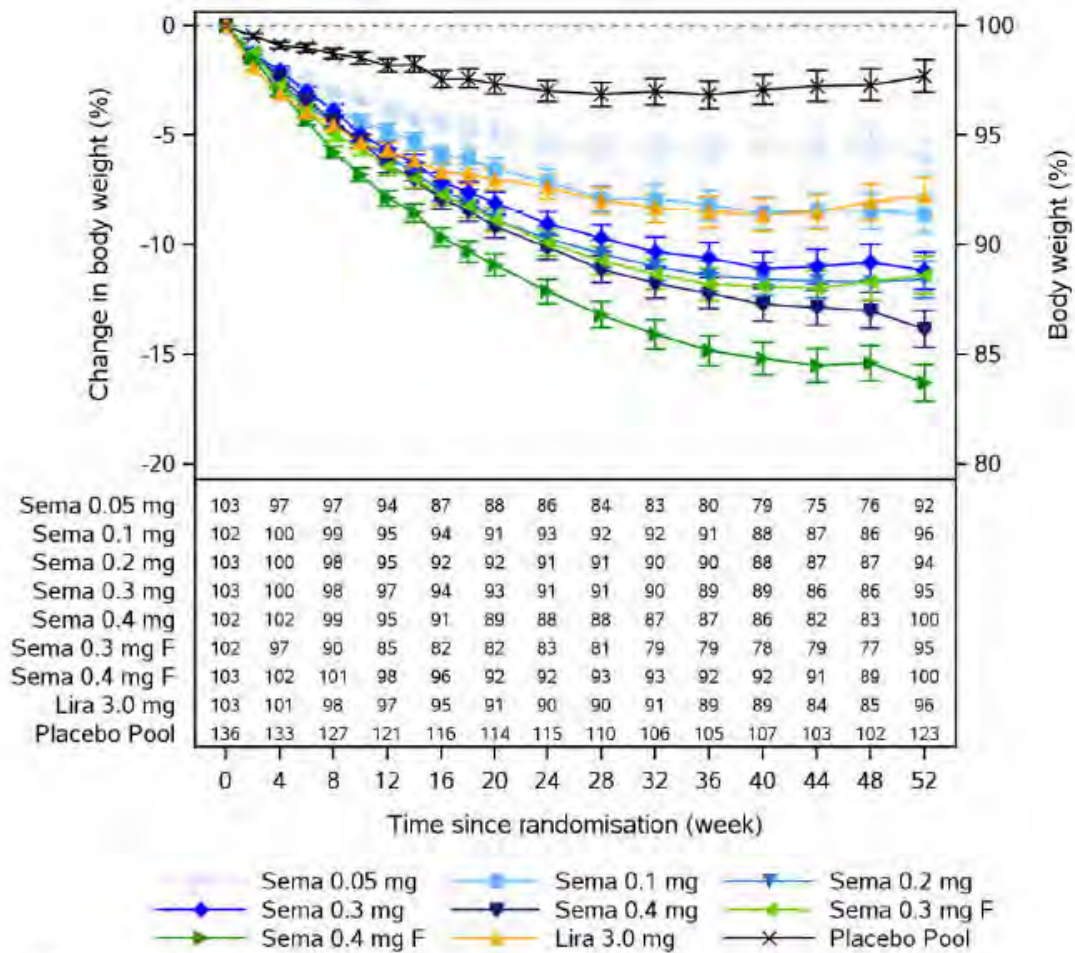 Change in body weight (%)
0
-5
-10
-15
-20
Body weight (%)
100
95
90
85
80
Sema 0.05 mg 103 97 97 94 87 88 86 84 83 80 79 75 76 92
Sema 0.1 mg 102 100 99 95 94 91 93 92 92 91 88 87 86 96
Sema 0.2 mg 103 100 98 95 92 92 91 91 90 90 88 87 87 94
Sema 0.3 mg 103 100 98 97 94 93 91 91 90 89 89 86 86 95
Sema 0.4 mg 102 102 99 95 91 89 88 88 87 87 86 82 83 100
Sema 0.3 mg F 102 97 90 85 82 82 83 81 79 79 78 79 77 95
Sema 0.4 mg F 103 102 101 98 96 92 92 93 93 92 92 91 89 100
Lira 3.0 mg 103 101 98 97 95 91 90 90 91 89 89 84 85 96
Placebo Pool 136 133 127 121 116 114 115 110 106 105 107 103 102 123
0 4 8 12 16 20 24 28 32 36 40 44 48 52
Time since randomisation (week)
Sema 0.05 mg Sema 0.1 mg Sema 0.2 mg
Sema 0.3 mg Sema 0.4 mg Sema 0.3 mg F
Sema 0.4 mg F Lira 3.0 mg Placebo Pool